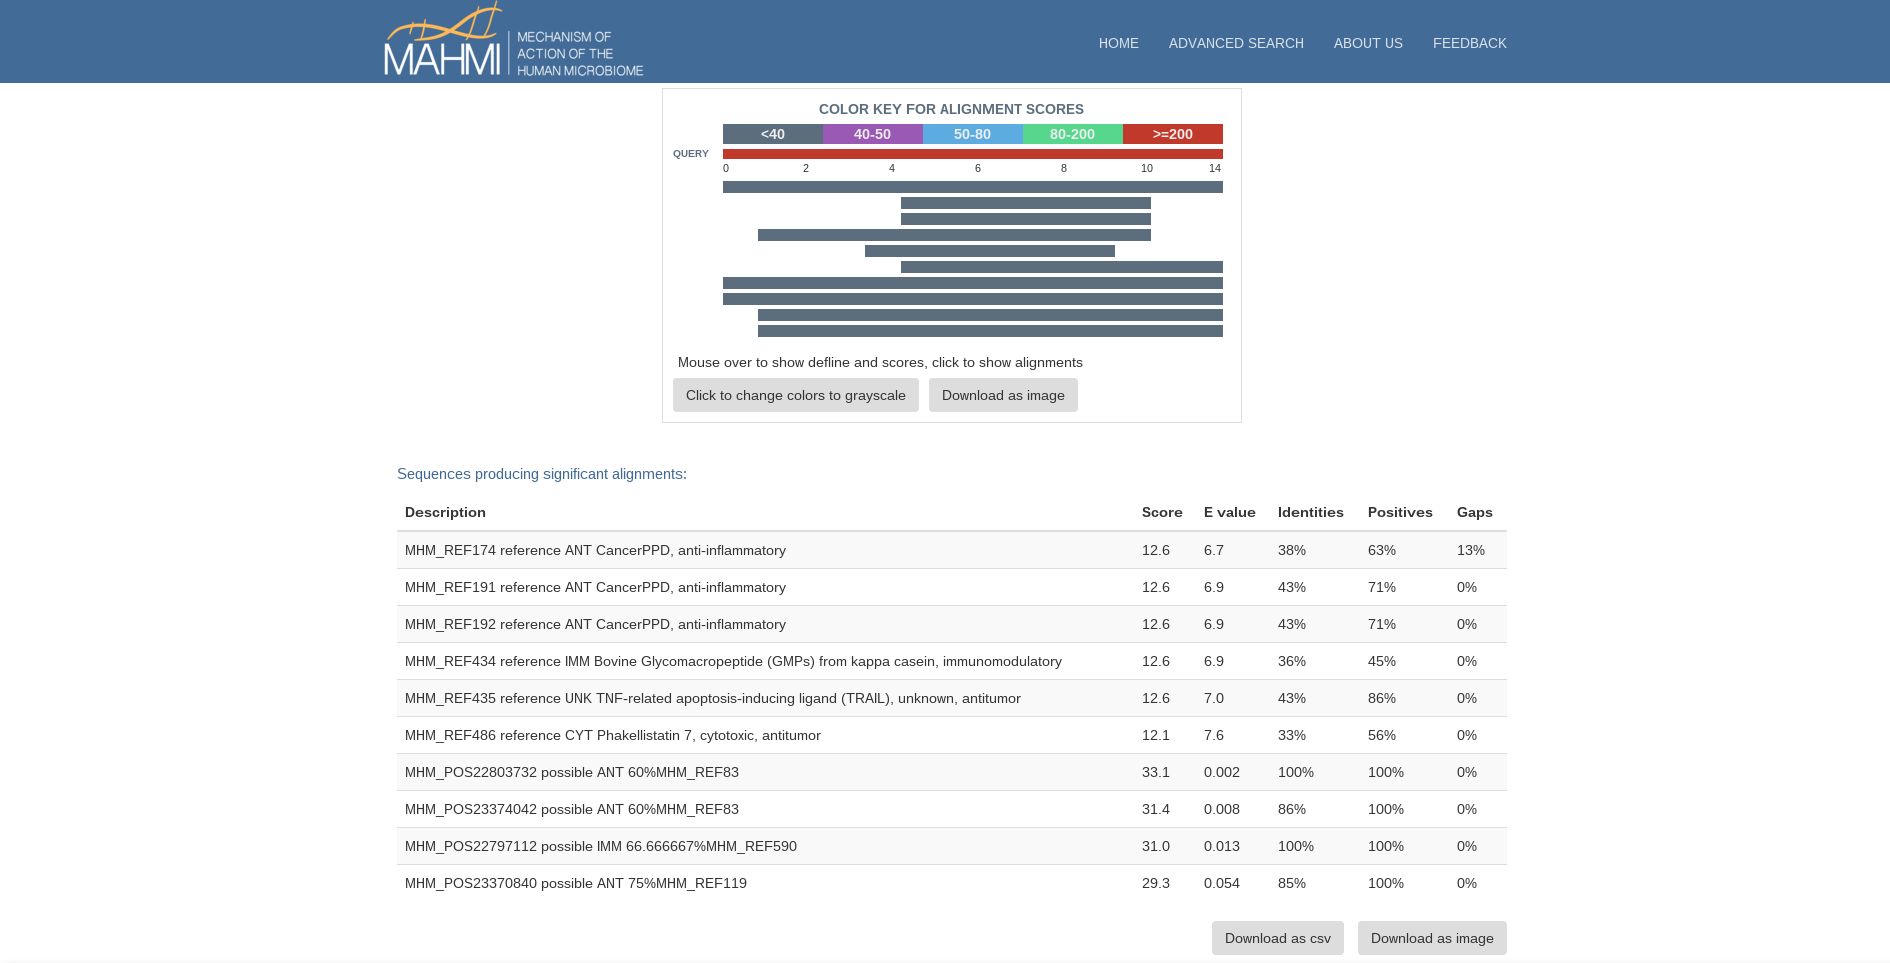 MAHMI
MECHANISM OF
ACTION OF THE
HUMAN MICROBIOME
HOME ADVANCED SEARCH ABOUT US FEEDBACK
COLOR KEY FOR ALIGNMENT SCORES
<40 40-50 50-80 80-200 >=200
QUERY
0 2 4 6 8 10 14
Mouse over to show defline and scores, click to show alignments
Click to change colors to grayscale Download as image
Sequences producing significant alignments:
Description Score E value Identities Positives Gaps
MHM_REF174 reference ANT CancerPPD, anti-inflammatory 12.6 6.7 38% 63% 13%
MHM_REF191 reference ANT CancerPPD, anti-inflammatory 12.6 6.9 43% 71% 0%
MHM_REF192 reference ANT CancerPPD, anti-inflammatory 12.6 6.9 43% 71% 0%
MHM_REF434 reference IMM Bovine Glycomacropeptide (GMPs) from kappa casein, immunomodulatory 12.6 6.9 36% 45% 0%
MHM_REF435 reference UNK TNF-related apoptosis-inducing ligand (TRAIL), unknown, antitumor 12.6 7.0 43% 86% 0%
MHM_REF486 reference CYT Phakellistatin 7, cytotoxic, antitumor 12.1 7.6 33% 56% 0%
MHM_POS22803732 possible ANT 60%MHM_REF83 33.1 0.002 100% 100% 0%
MHM_POS23374042 possible ANT 60%MHM_REF83 31.4 0.008 86% 100% 0%
MHM_POS22797112 possible IMM 66.666667%MHM_REF590 31.0 0.013 100% 100% 0%
MHM_POS23370840 possible ANT 75%MHM_REF119 29.3 0.054 85% 100% 0%
Download as csv Download as image